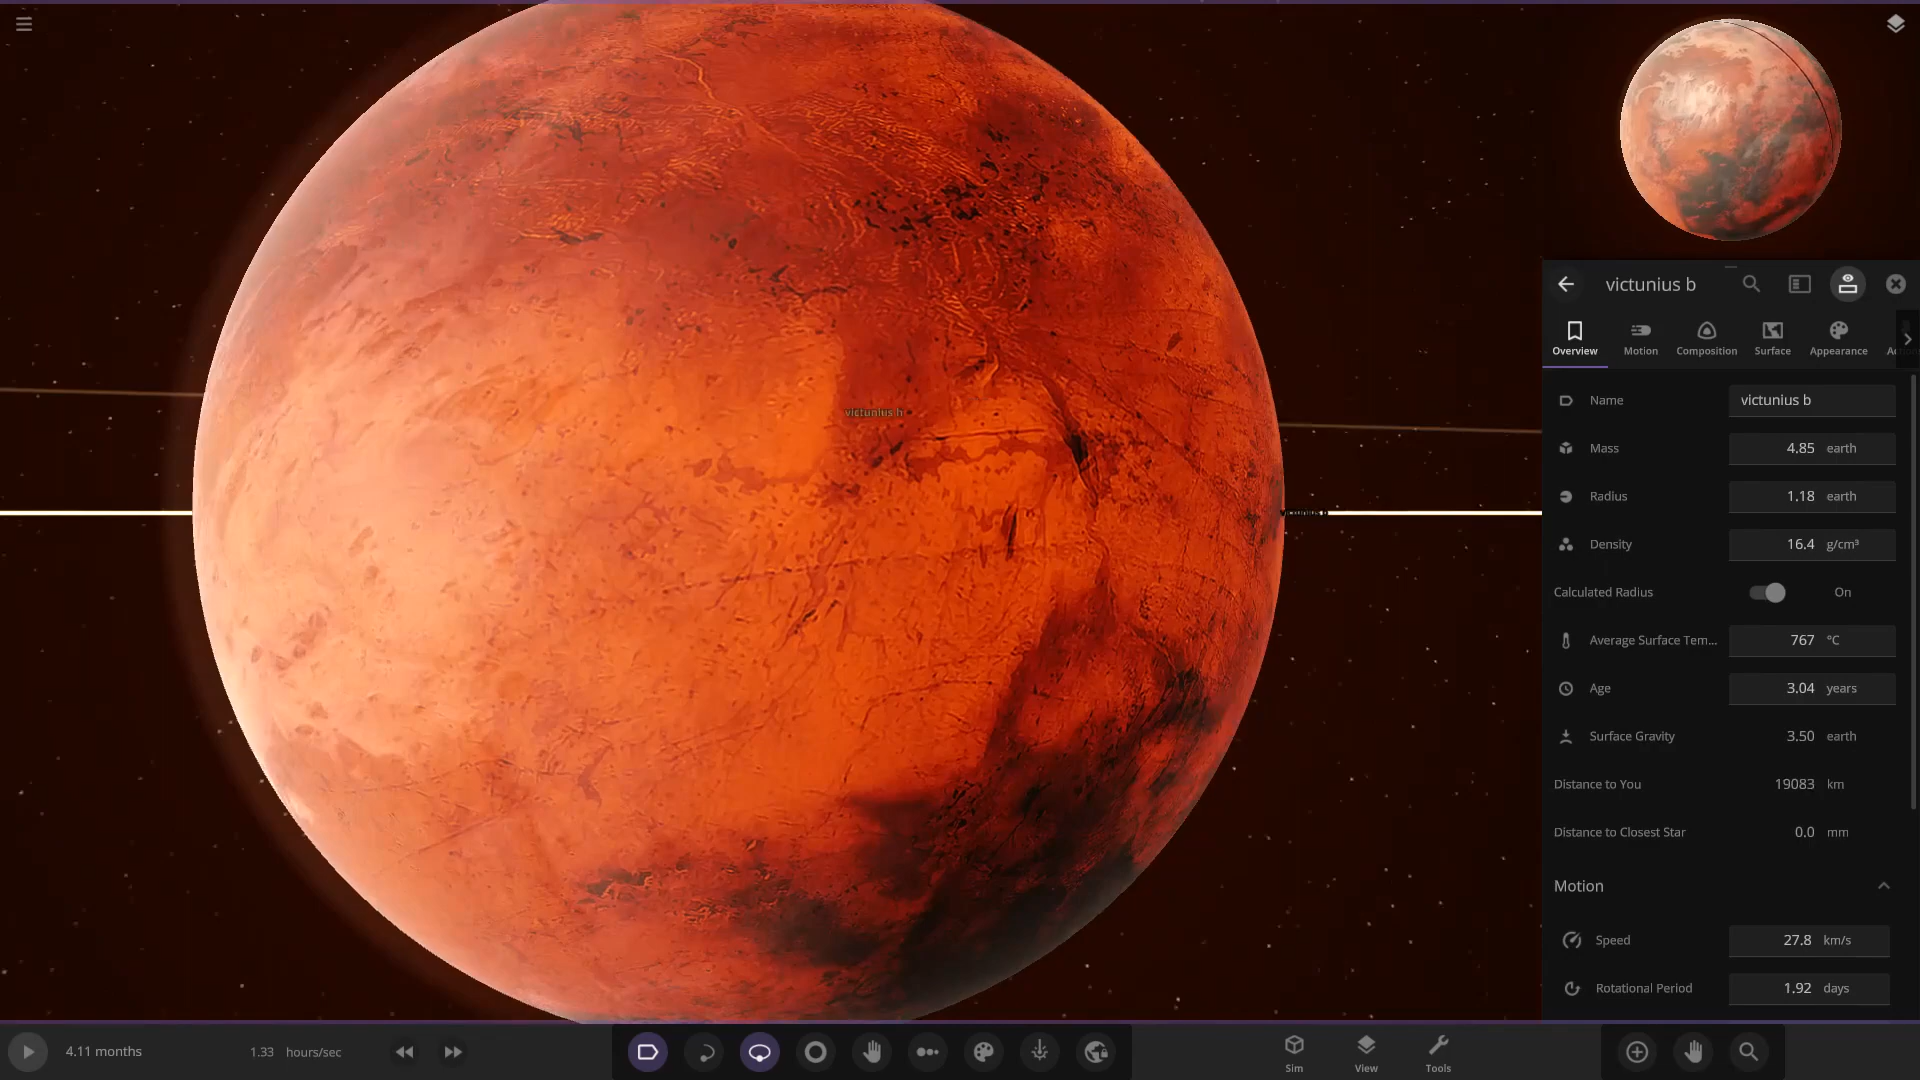 victunius b
Overview
Motion
Composition
Surface
Appearance
Name
victunius b
Mass
4.85 earth
Radius
1.18 earth
Density
16.4 g/cm³
Calculated Radius
On
Average Surface Tem...
767 °C
Age
3.04 years
Surface Gravity
3.50 earth
Distance to You
19083 km
Distance to Closest Star
0.0 mm
Motion
Speed
27.8 km/s
Rotational Period
1.92 days
victunius h
4.11 months
1.33 hours/sec
Sim
View
Tools